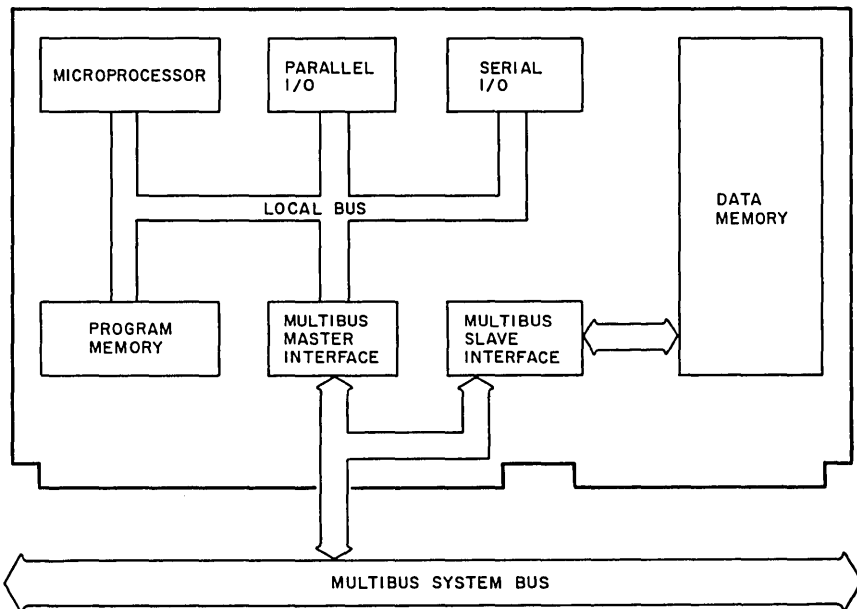 MICROPROCESSOR
PARALLEL
I/O
SERIAL
I/O
DATA
MEMORY
LOCAL BUS
PROGRAM
MEMORY
MULTIBUS
MASTER
INTERFACE
MULTIBUS
SLAVE
INTERFACE
MULTIBUS SYSTEM BUS